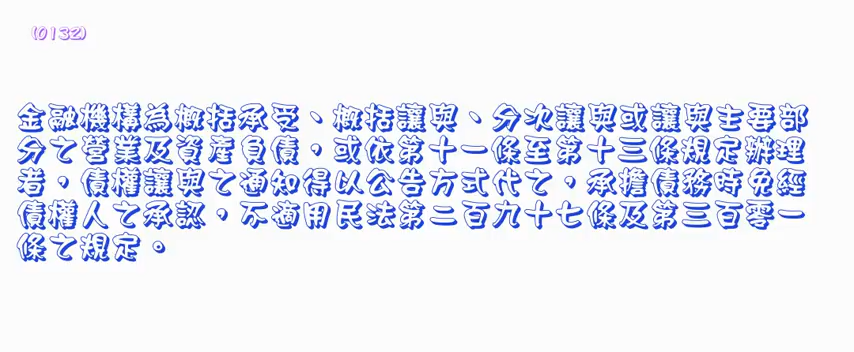 (0132)
金融機構為概括承受、概括讓與、分次讓與或讓與主要部
分之營業及資產負債，或依第十一條至第十三條規定辦理
者，債權讓與之通知得以公告方式代之，承擔債務時免經
債權人之承認，不適用民法第二百九十七條及第三百零一
條之規定。